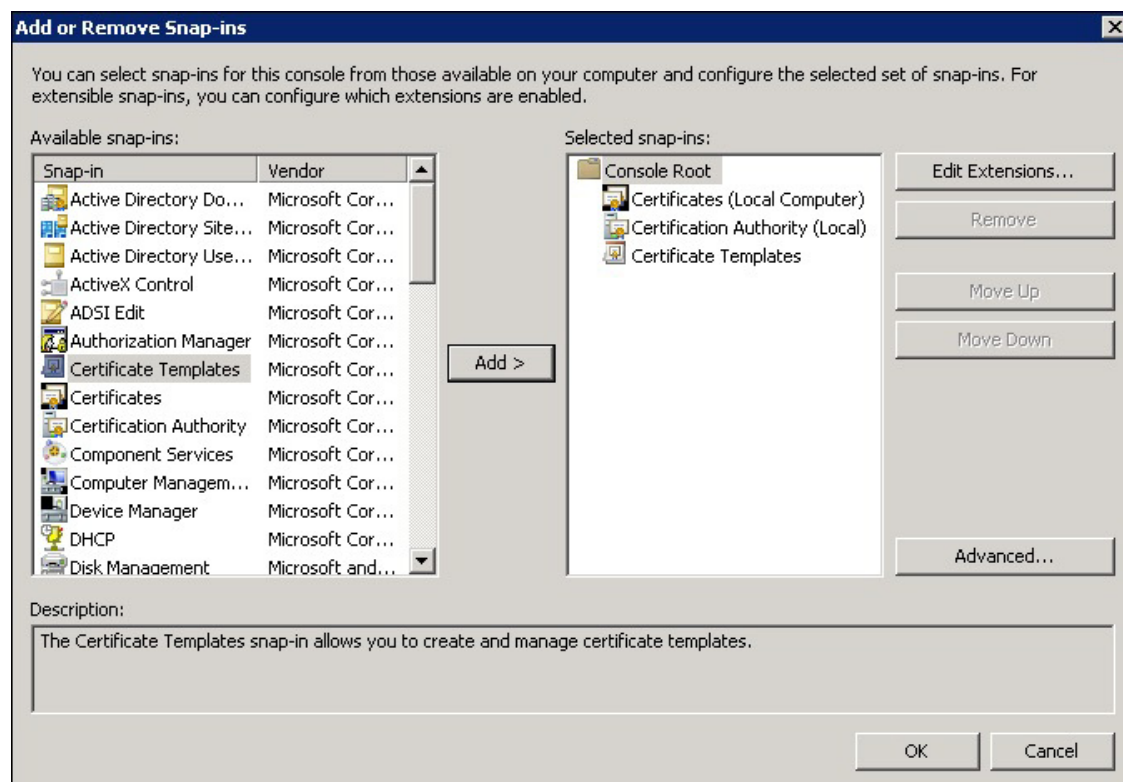 Add or Remove Snap-ins
You can select snap-ins for this console from those available on your computer and configure the selected set of snap-ins. For
extensible snap-ins, you can configure which extensions are enabled.
Available snap-ins:
Snap-in Vendor
Active Directory Do... Microsoft Cor...
Active Directory Site... Microsoft Cor...
Active Directory Use... Microsoft Cor...
ActiveX Control Microsoft Cor...
ADSI Edit Microsoft Cor...
Authorization Manager Microsoft Cor...
Certificate Templates Microsoft Cor...
Certificates Microsoft Cor...
Certification Authority Microsoft Cor...
Component Services Microsoft Cor...
Computer Managem... Microsoft Cor...
Device Manager Microsoft Cor...
DHCP Microsoft Cor...
Disk Management Microsoft and...
Add >
Selected snap-ins:
Console Root
Certificates (Local Computer)
Certification Authority (Local)
Certificate Templates
Edit Extensions...
Remove
Move Up
Move Down
Advanced...
Description:
The Certificate Templates snap-in allows you to create and manage certificate templates.
OK Cancel